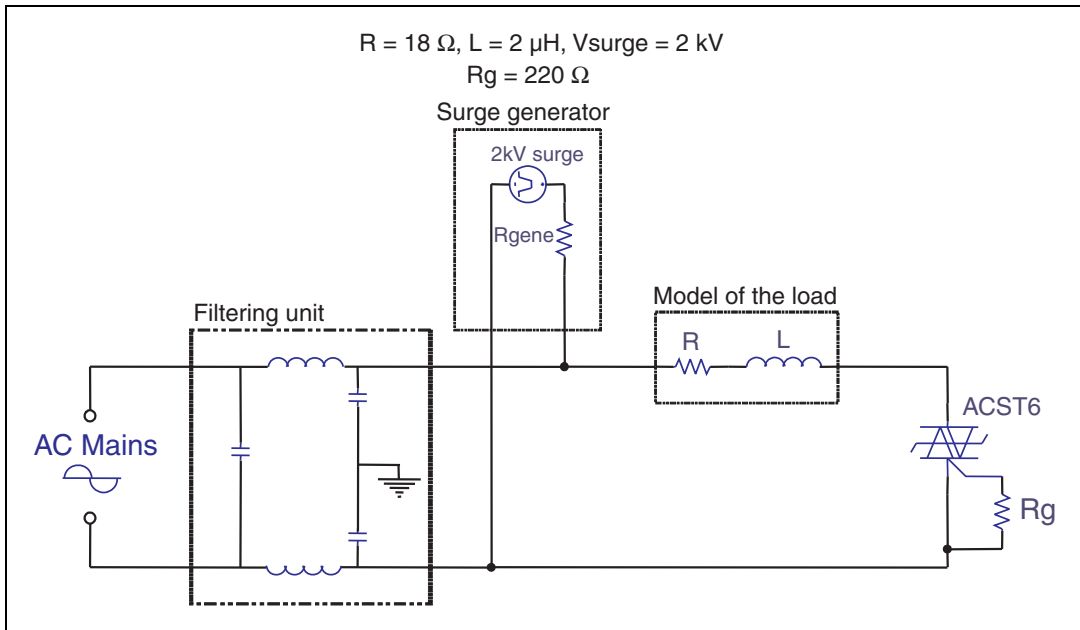 R = 18 Ω, L = 2 µH, Vsurge = 2 kV
Rg = 220 Ω
Surge generator
2kV surge
Rgene
Filtering unit
Model of the load
R
L
ACST6
AC Mains
Rg